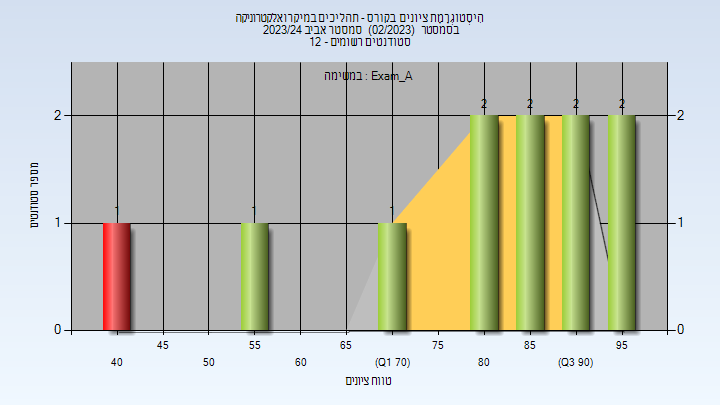 היסטוגרמת ציונים בקורס - תהליכים במיקרואלקטרוניקה
בסמסטר (02/2023) סמסטר אביב 2023/24
סטודנטים רשומים - 12
במשימה : Exam_A
2 2 2 2
2 2
1 1 1
1 1
0 0
מספר סטודנטים
45 55 65 75 85 95
40 50 60 (Q1 70) 80 (Q3 90)
טווח ציונים